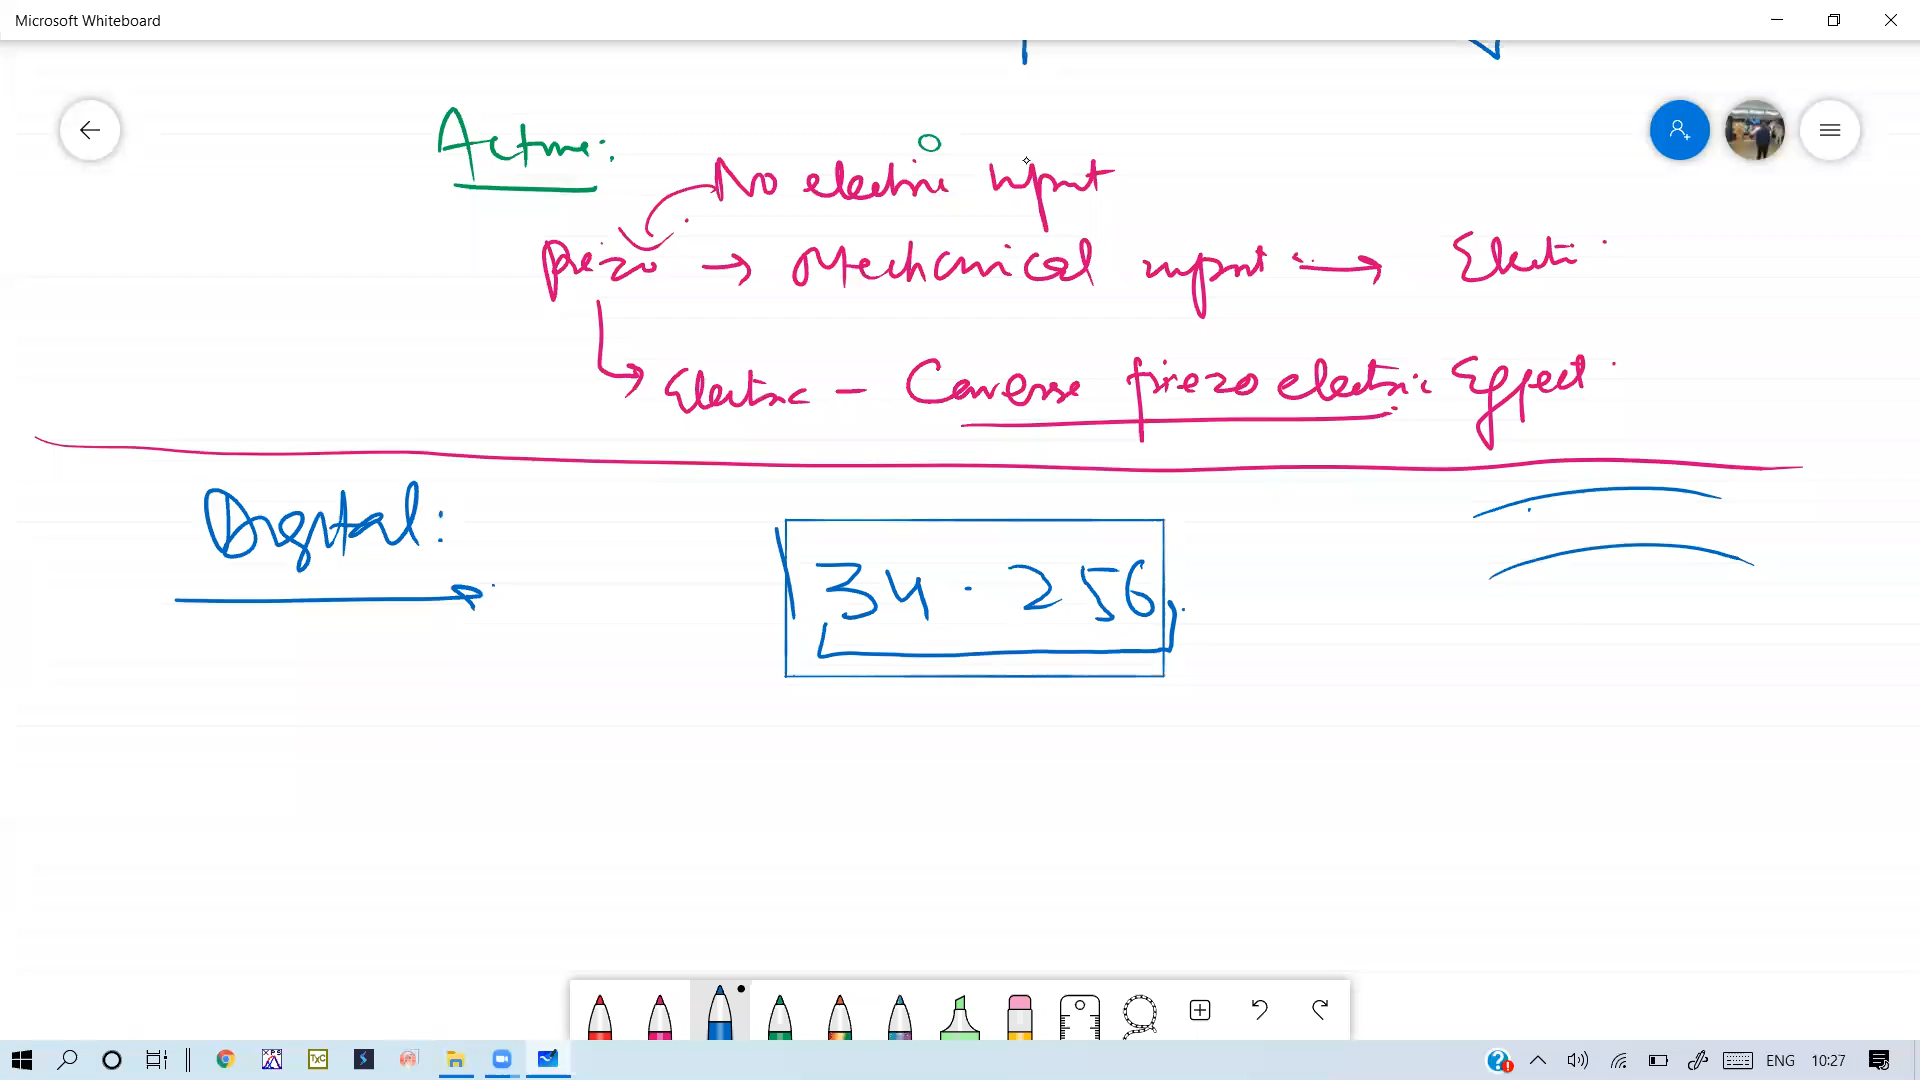 Microsoft Whiteboard
Active:
No electric input
piezo → Mechanical input → Electri
Electric – Converse piezo electric Effect
Digital:
34.256
ENG 10:27